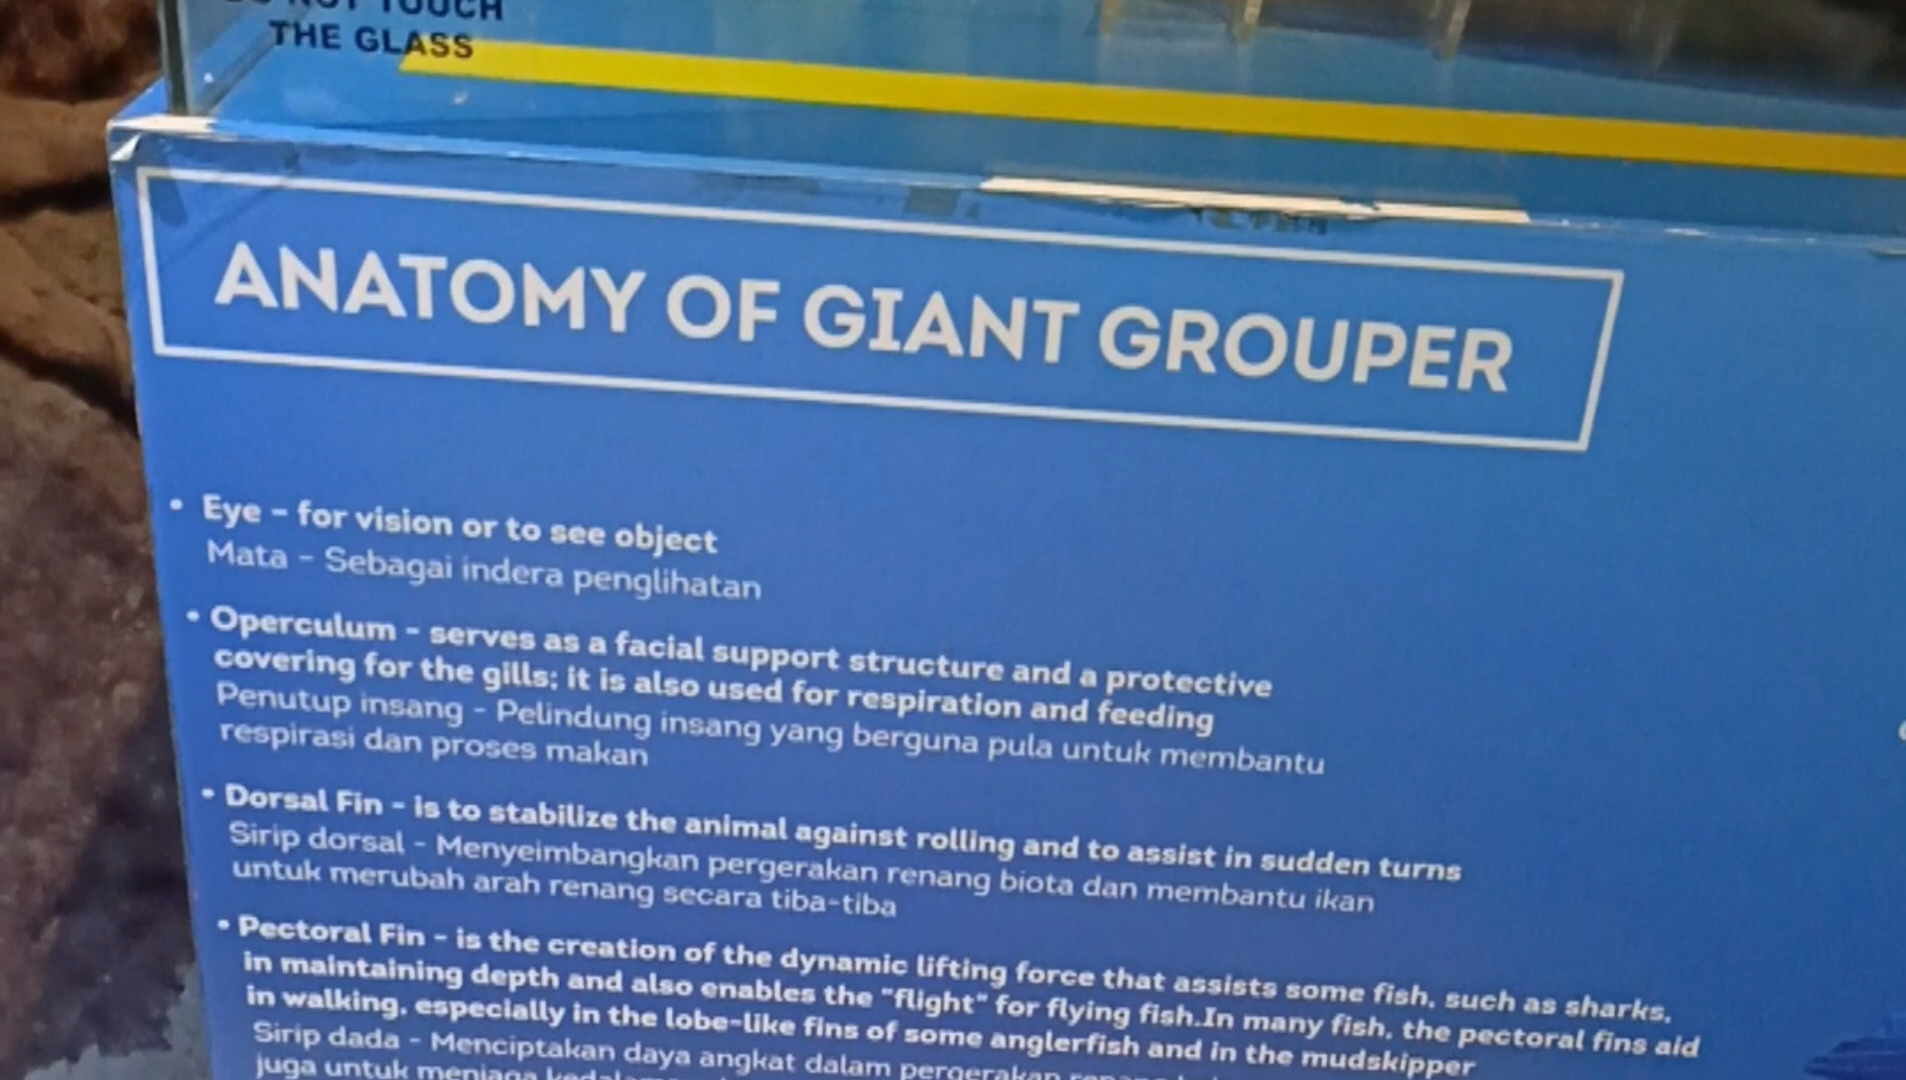 DO NOT TOUCH
THE GLASS
ANATOMY OF GIANT GROUPER
• Eye - for vision or to see object
Mata - Sebagai indera penglihatan
• Operculum - serves as a facial support structure and a protective
covering for the gills; it is also used for respiration and feeding
Penutup insang - Pelindung insang yang berguna pula untuk membantu
respirasi dan proses makan
• Dorsal Fin - is to stabilize the animal against rolling and to assist in sudden turns
Sirip dorsal - Menyeimbangkan pergerakan renang biota dan membantu ikan
untuk merubah arah renang secara tiba-tiba
• Pectoral Fin - is the creation of the dynamic lifting force that assists some fish, such as sharks,
in maintaining depth and also enables the "flight" for flying fish.In many fish, the pectoral fins aid
in walking, especially in the lobe-like fins of some anglerfish and in the mudskipper
Sirip dada - Menciptakan daya angkat dalam pergerakan
juga untuk menjaga